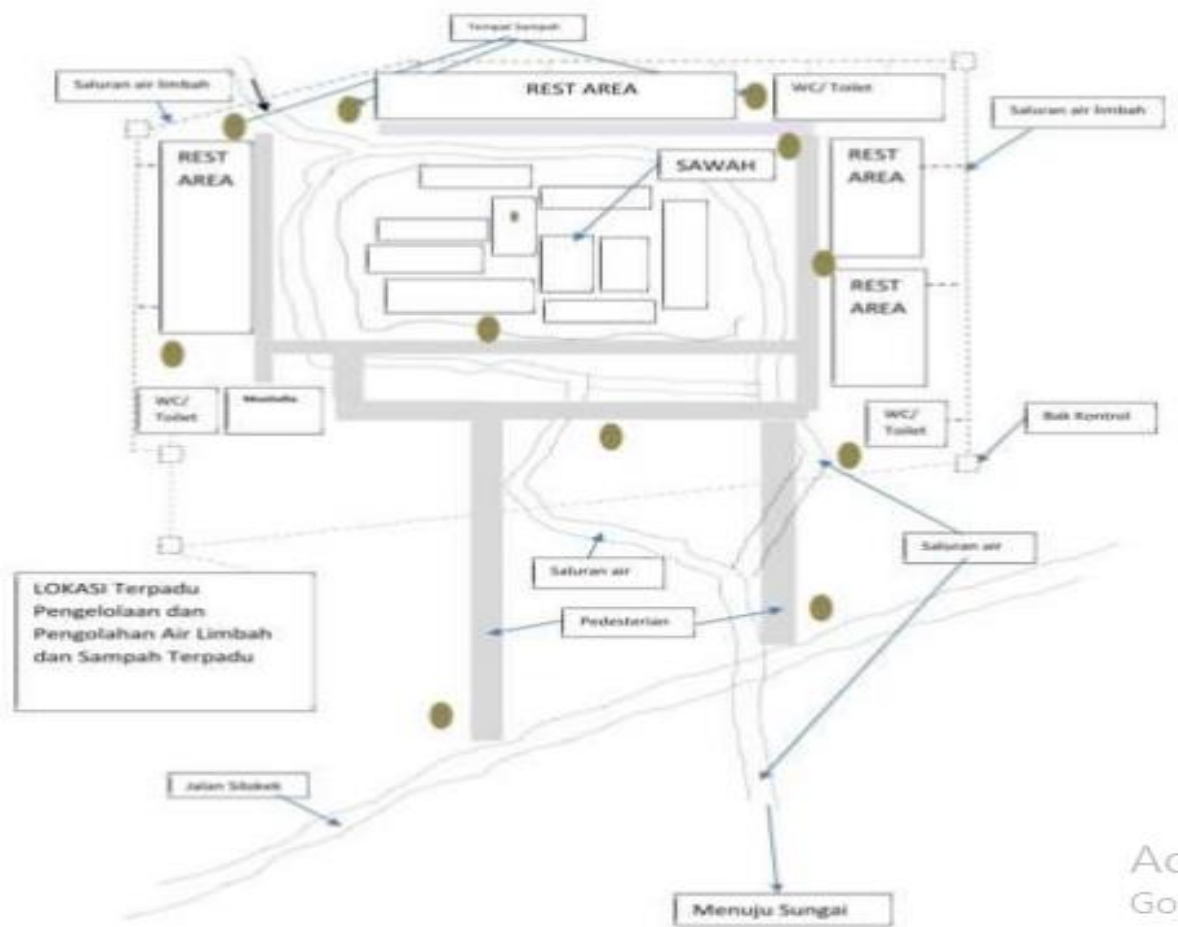 Tempat Sampah
Saluran air limbah
REST AREA
WC/ Toilet
Saluran air limbah
REST
AREA
SAWAH
REST
AREA
REST
AREA
WC/
Toilet
WC/
Toilet
Bak Kontrol
Saluran air
Saluran air
LOKASI Terpadu
Pengelolaan dan
Pengolahan Air Limbah
dan Sampah Terpadu
Pedesterian
Jalan Silokek
Menuju Sungai
Ac
Go